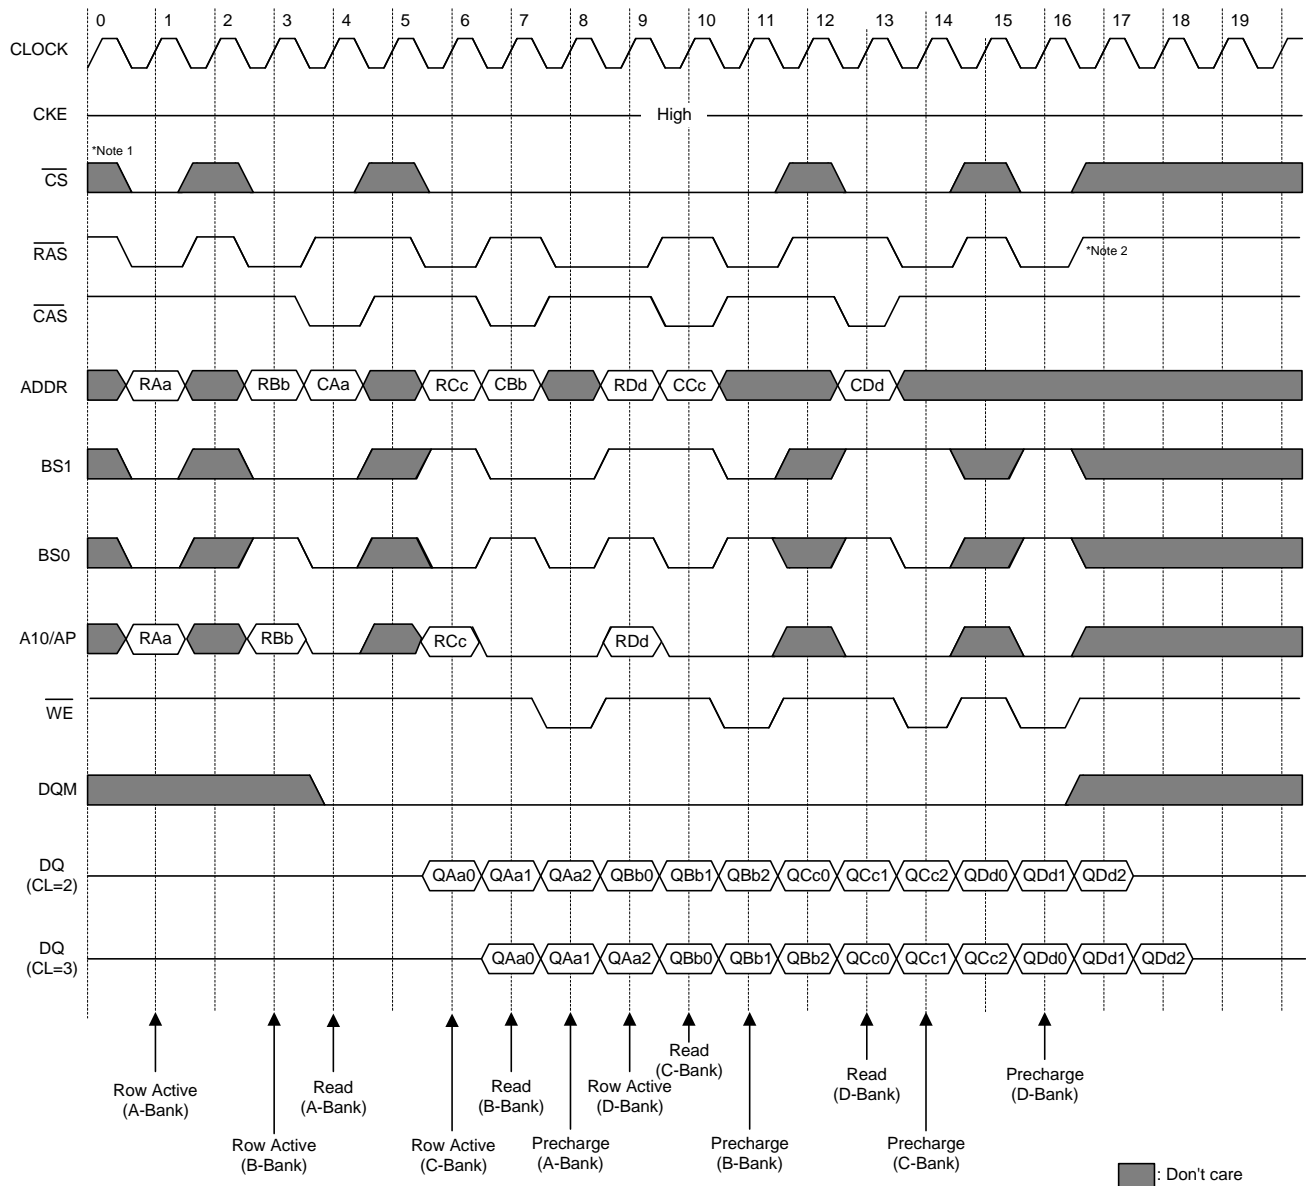 0 1 2 3 4 5 6 7 8 9 10 11 12 13 14 15 16 17 18 19
CLOCK
CKE High
*Note 1
CS
RAS *Note 2
CAS
ADDR RAa RBb CAa RCc CBb RDd CCc CDd
BS1
BS0
A10/AP RAa RBb RCc RDd
WE
DQM
DQ
(CL=2) QAa0 QAa1 QAa2 QBb0 QBb1 QBb2 QCc0 QCc1 QCc2 QDd0 QDd1 QDd2
DQ
(CL=3) QAa0 QAa1 QAa2 QBb0 QBb1 QBb2 QCc0 QCc1 QCc2 QDd0 QDd1 QDd2
Row Active
(A-Bank)
Row Active
(B-Bank)
Read
(A-Bank)
Row Active
(C-Bank)
Read
(B-Bank)
Precharge
(A-Bank)
Row Active
(D-Bank)
Read
(C-Bank)
Precharge
(B-Bank)
Read
(D-Bank)
Precharge
(C-Bank)
Precharge
(D-Bank)
: Don't care